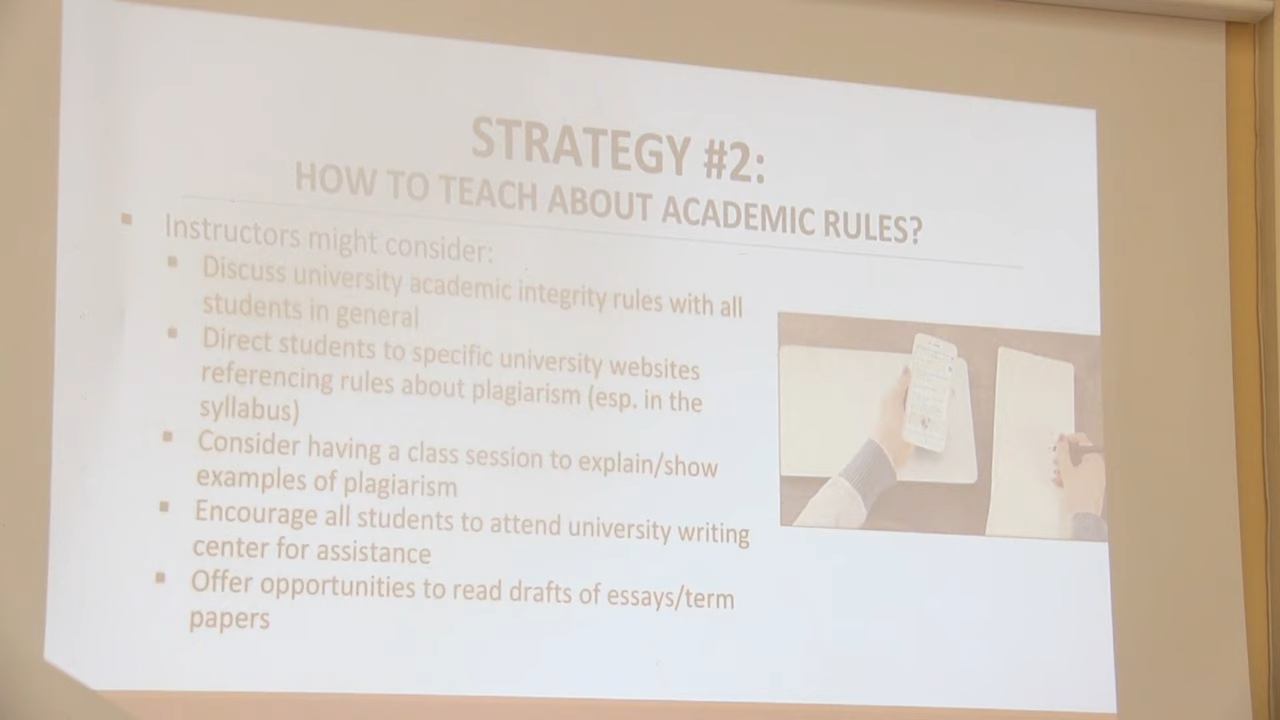 STRATEGY #2:
HOW TO TEACH ABOUT ACADEMIC RULES?
Instructors might consider:
Discuss university academic integrity rules with all
students in general
Direct students to specific university websites
referencing rules about plagiarism (esp. in the
syllabus)
Consider having a class session to explain/show
examples of plagiarism
Encourage all students to attend university writing
center for assistance
Offer opportunities to read drafts of essays/term
papers